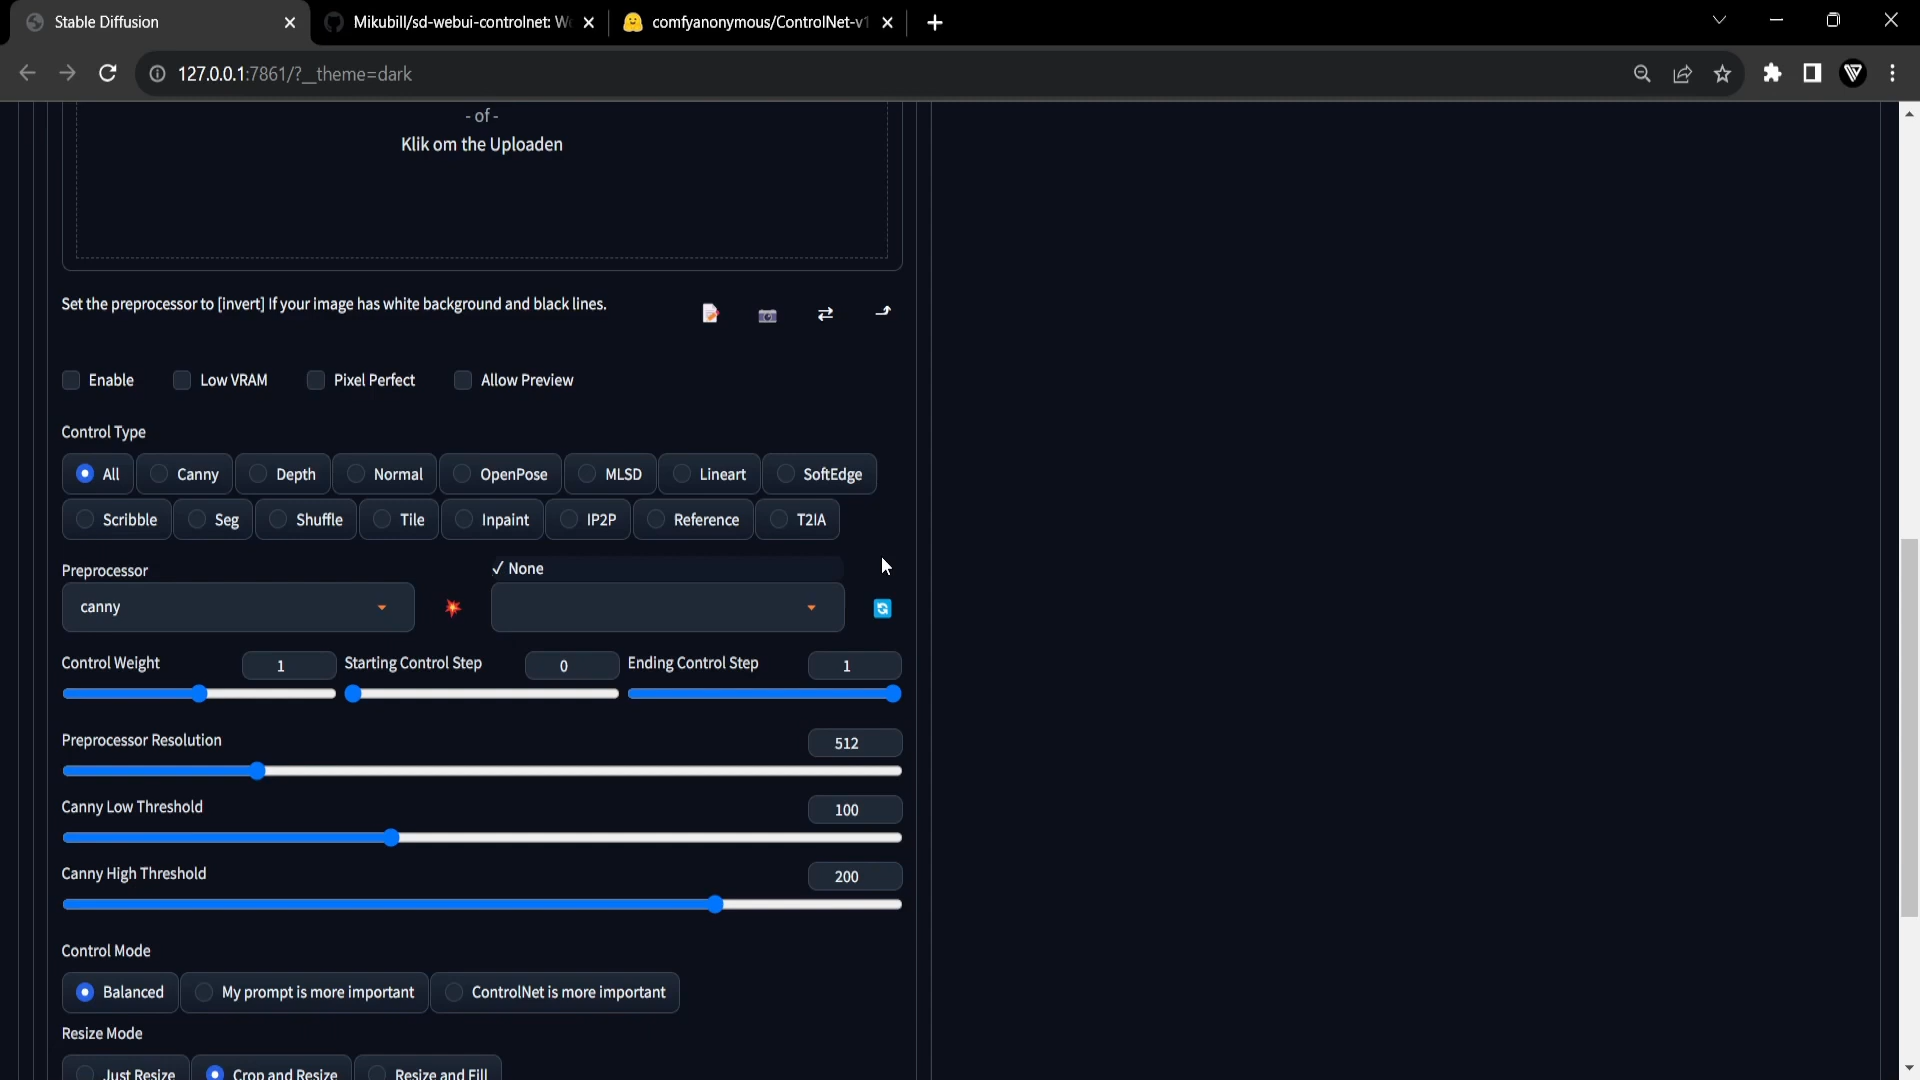 Stable Diffusion
Mikubill/sd-webui-controlnet: W
comfyanonymous/ControlNet-v1
127.0.0.1:7861/?__theme=dark
- of -
Klik om the Uploaden
Set the preprocessor to [invert] If your image has white background and black lines.
Enable Low VRAM Pixel Perfect Allow Preview
Control Type
All Canny Depth Normal OpenPose MLSD Lineart SoftEdge
Scribble Seg Shuffle Tile Inpaint IP2P Reference T2IA
Preprocessor ✓ None
canny
Control Weight 1 Starting Control Step 0 Ending Control Step 1
Preprocessor Resolution 512
Canny Low Threshold 100
Canny High Threshold 200
Control Mode
Balanced My prompt is more important ControlNet is more important
Resize Mode
Just Resize Crop and Resize Resize and Fill